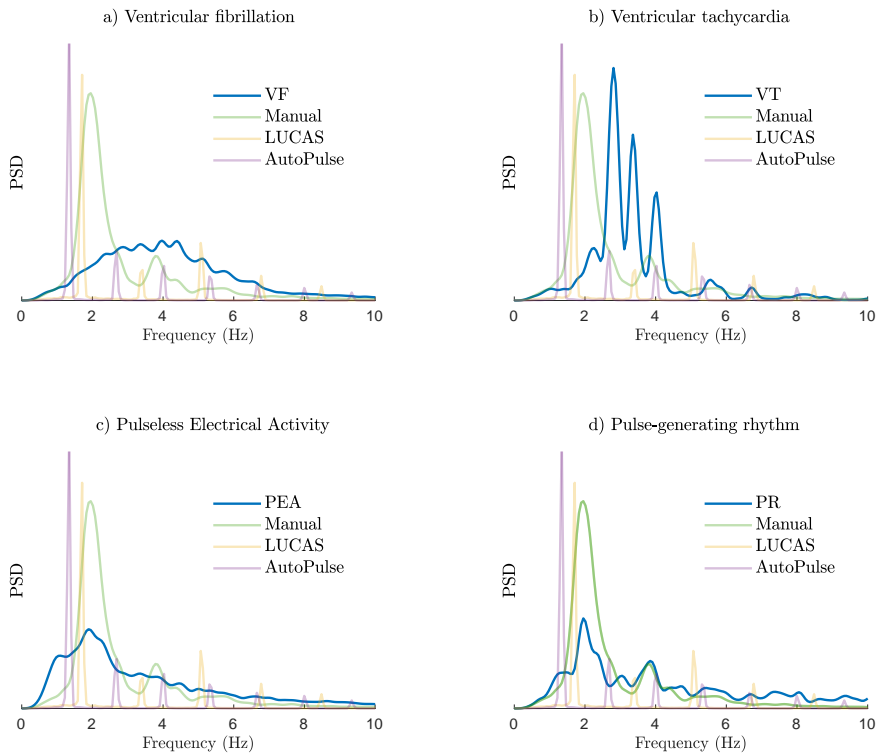 a) Ventricular fibrillation
PSD
VF
Manual
LUCAS
AutoPulse
0 2 4 6 8 10
Frequency (Hz)
b) Ventricular tachycardia
PSD
VT
Manual
LUCAS
AutoPulse
0 2 4 6 8 10
Frequency (Hz)
c) Pulseless Electrical Activity
PSD
PEA
Manual
LUCAS
AutoPulse
0 2 4 6 8 10
Frequency (Hz)
d) Pulse-generating rhythm
PSD
PR
Manual
LUCAS
AutoPulse
0 2 4 6 8 10
Frequency (Hz)